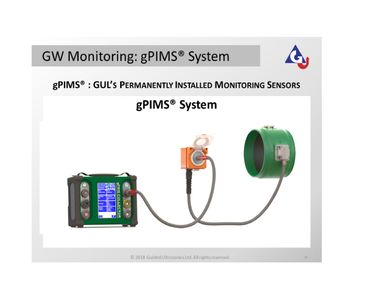 GW Monitoring: gPIMS® System
gPIMS® : GUL's Permanently Installed Monitoring Sensors
gPIMS® System
© 2018 Guided Ultrasonics Ltd. All rights reserved.